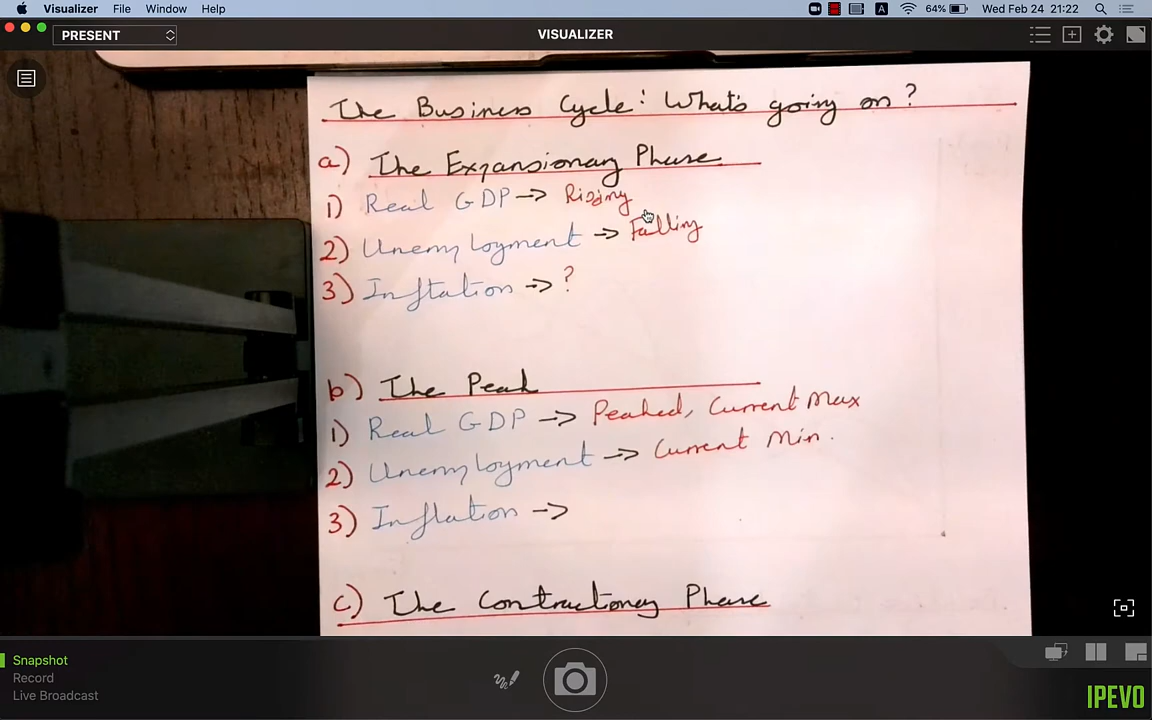 Visualizer File Window Help A 64% Wed Feb 24 21:22
PRESENT VISUALIZER
The Business Cycle: What's going on?
a) The Expansionary Phase
1) Real GDP -> Rising
2) Unemployment -> Falling
3) Inflation -> ?
b) The Peak
1) Real GDP -> Peaked, Current Max
2) Unemployment -> Current Min.
3) Inflation ->
c) The Contractionary Phase
Snapshot
Record
Live Broadcast
IPEVO